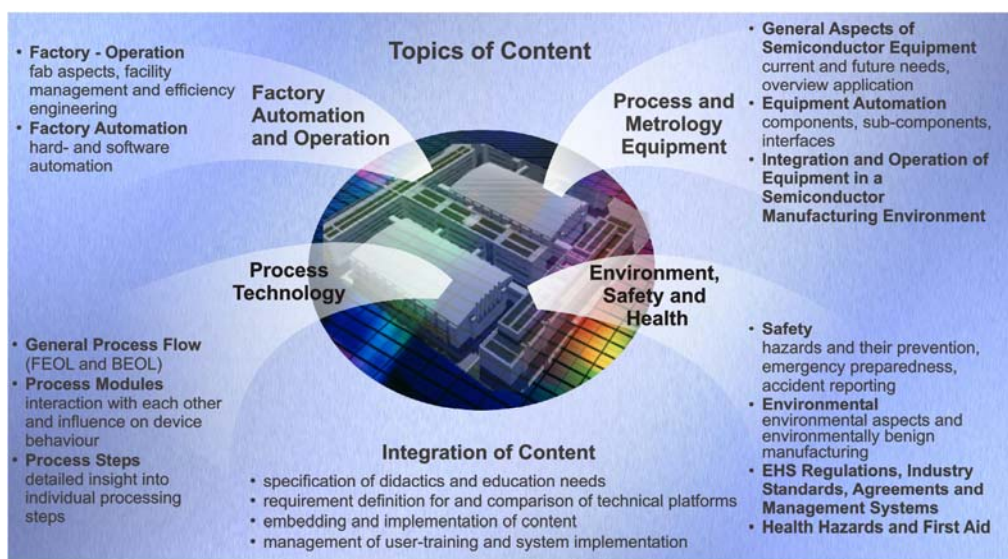 Topics of Content
• Factory - Operation
fab aspects, facility
management and efficiency
engineering
• Factory Automation
hard- and software
automation
Factory
Automation
and Operation
Process and
Metrology
Equipment
• General Aspects of
Semiconductor Equipment
current and future needs,
overview application
• Equipment Automation
components, sub-components,
interfaces
• Integration and Operation of
Equipment in a
Semiconductor
Manufacturing Environment
Process
Technology
Environment,
Safety and
Health
• General Process Flow
(FEOL and BEOL)
• Process Modules
interaction with each other
and influence on device
behaviour
• Process Steps
detailed insight into
individual processing
steps
• Safety
hazards and their prevention,
emergency preparedness,
accident reporting
• Environmental
environmental aspects and
environmentally benign
manufacturing
• EHS Regulations, Industry
Standards, Agreements and
Management Systems
• Health Hazards and First Aid
Integration of Content
• specification of didactics and education needs
• requirement definition for and comparison of technical platforms
• embedding and implementation of content
• management of user-training and system implementation